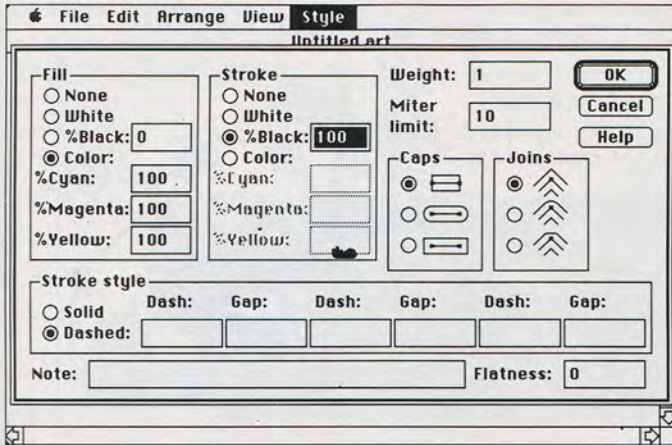 File Edit Arrange View Style
Untitled art
Fill
None
White
%Black: 0
Color:
%Cyan: 100
%Magenta: 100
%Yellow: 100
Stroke
None
White
%Black: 100
Color:
%Cyan:
%Magenta:
%Yellow:
Weight: 1
Miter limit: 10
OK
Cancel
Help
Caps
Joins
Stroke style
Solid
Dashed:
Dash: Gap: Dash: Gap: Dash: Gap:
Note:
Flatness: 0